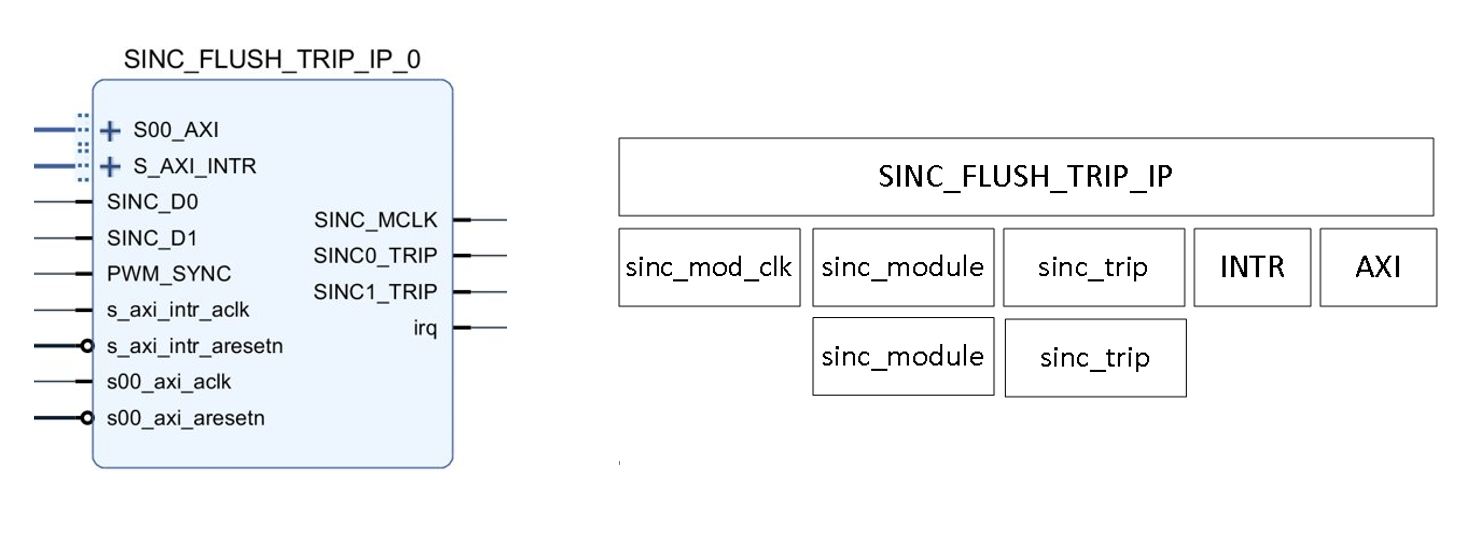 SINC_FLUSH_TRIP_IP_0
S00_AXI
S_AXI_INTR
SINC_D0
SINC_D1
PWM_SYNC
s_axi_intr_aclk
s_axi_intr_aresetn
s00_axi_aclk
s00_axi_aresetn
SINC_MCLK
SINC0_TRIP
SINC1_TRIP
irq
SINC_FLUSH_TRIP_IP
sinc_mod_clk
sinc_module
sinc_trip
INTR
AXI
sinc_module
sinc_trip